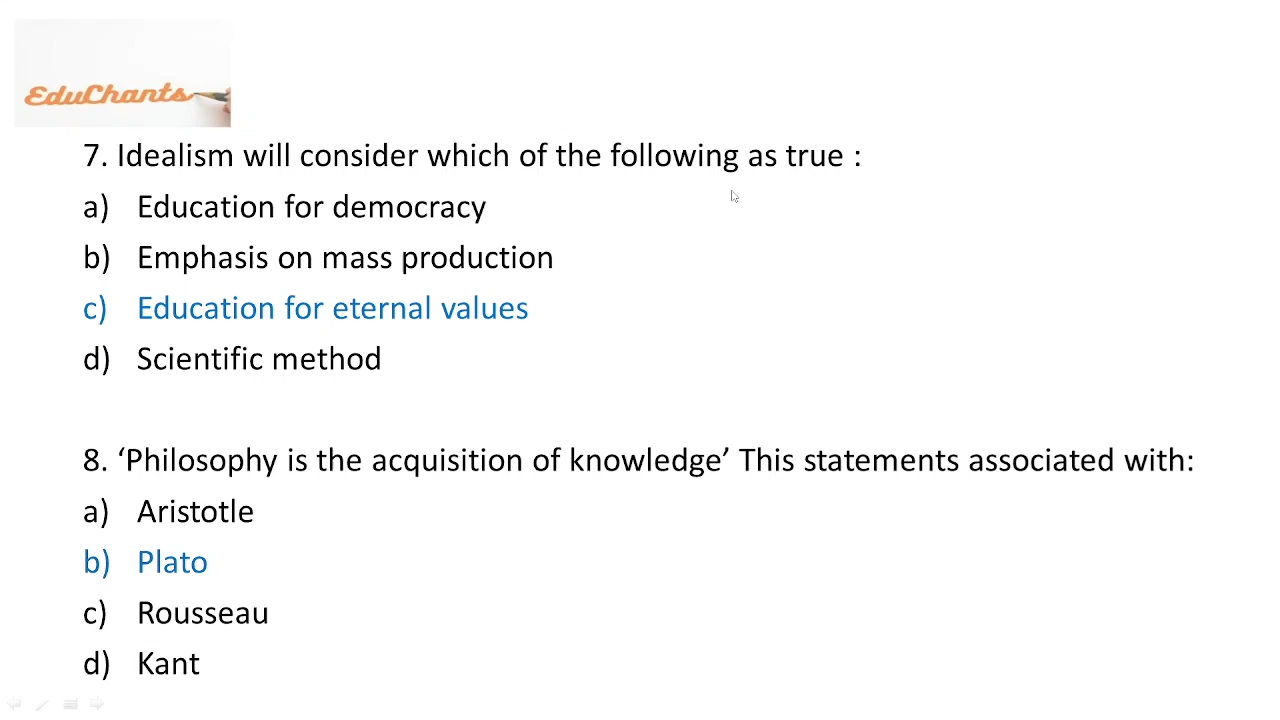 EduChants
7. Idealism will consider which of the following as true :
a) Education for democracy
b) Emphasis on mass production
c) Education for eternal values
d) Scientific method
8. ‘Philosophy is the acquisition of knowledge’ This statements associated with:
a) Aristotle
b) Plato
c) Rousseau
d) Kant